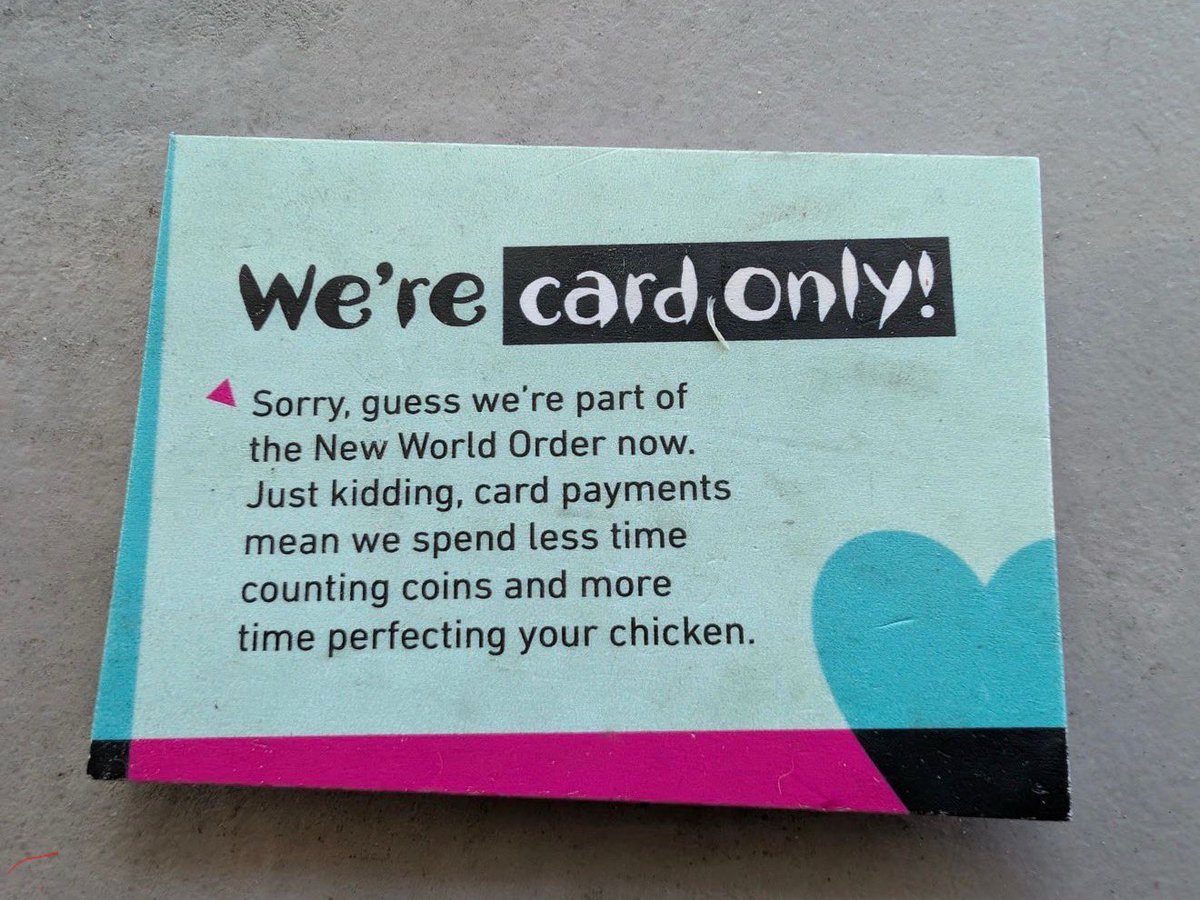 We're card only!
Sorry, guess we're part of
the New World Order now.
Just kidding, card payments
mean we spend less time
counting coins and more
time perfecting your chicken.